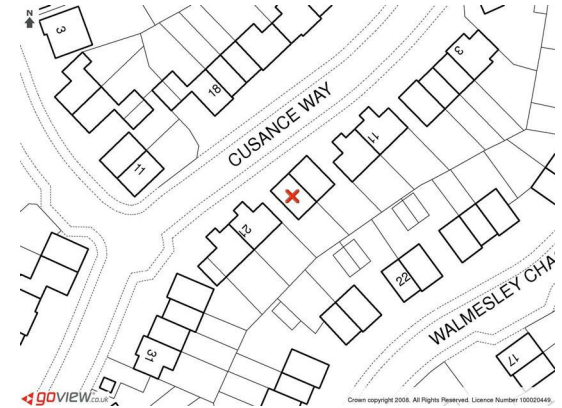 N
3
18
3
CUSANCE WAY
11
11
21
22
31
WALMESLEY CHA
17
goview.co.uk
Crown copyright 2008. All Rights Reserved. Licence Number 100020449.